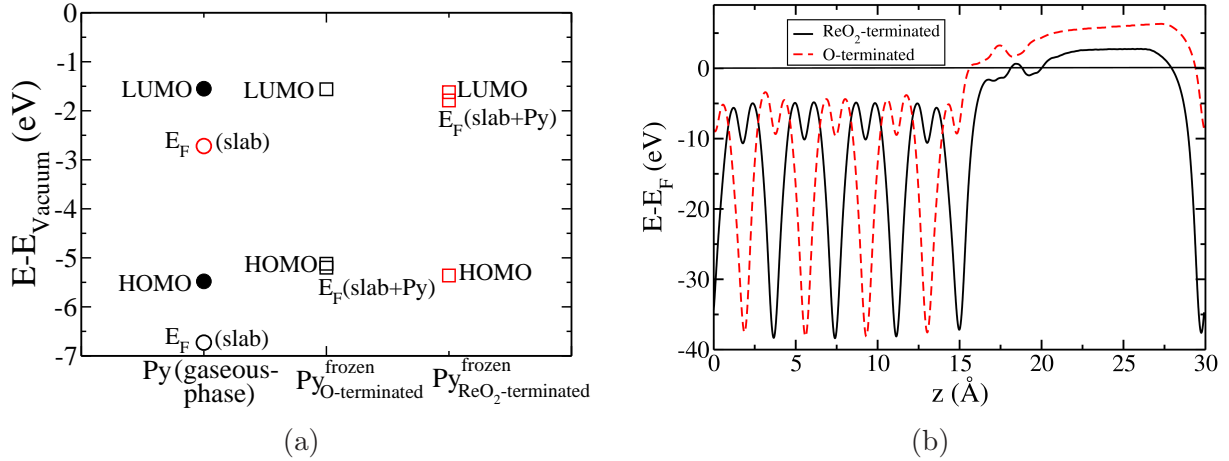 0
-1
-2
-3
-4
-5
-6
-7
E-E_Vacuum (eV)
LUMO
E_F (slab)
HOMO
E_F (slab)
LUMO
HOMO
E_F(slab+Py)
LUMO
E_F(slab+Py)
HOMO
Py (gaseous-
phase)
Py^frozen_O-terminated
Py^frozen_ReO₂-terminated
(a)
ReO₂-terminated
O-terminated
0
-10
-20
-30
-40
E-E_F (eV)
0 5 10 15 20 25 30
z (Å)
(b)